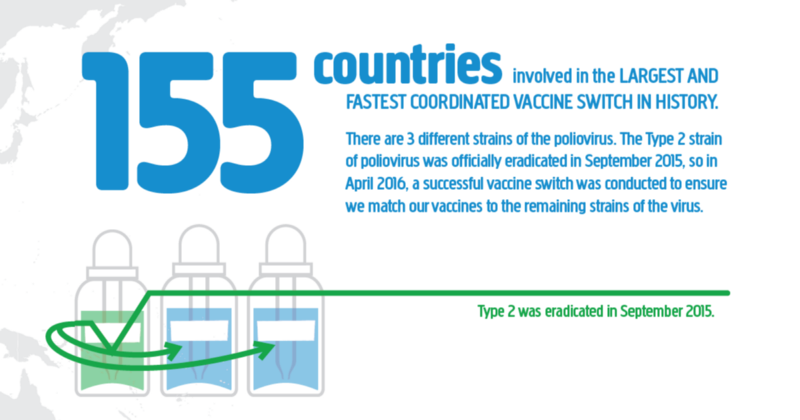 155 countries involved in the LARGEST AND
FASTEST COORDINATED VACCINE SWITCH IN HISTORY.
There are 3 different strains of the poliovirus. The Type 2 strain
of poliovirus was officially eradicated in September 2015, so in
April 2016, a successful vaccine switch was conducted to ensure
we match our vaccines to the remaining strains of the virus.
Type 2 was eradicated in September 2015.